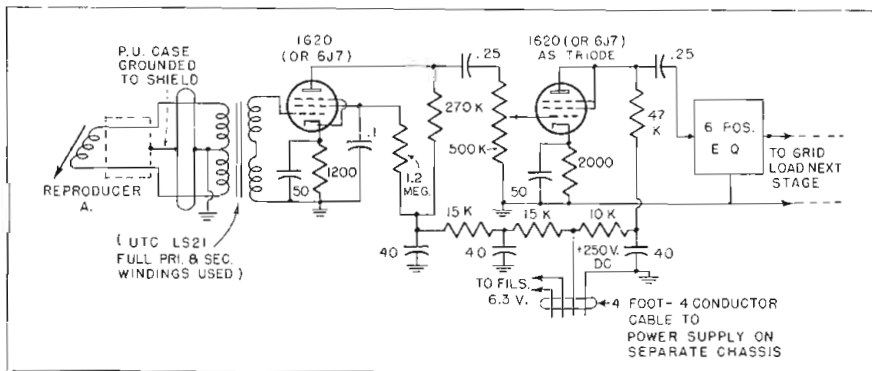 1620
(OR 6J7)
1620 (OR 6J7)
AS TRIODE
P.U. CASE
GROUNDED
TO SHIELD
.25
.25
270 K
47
K
6 POS.
E Q
.1
500K
TO GRID
LOAD NEXT
STAGE
50
1200
1.2
MEG.
50
2000
REPRODUCER
A.
(UTC LS21
FULL PRI. & SEC.
WINDINGS USED)
15 K
15 K
10 K
40
40
+250 V.
DC
40
TO FILS.
6.3 V.
4 FOOT-4 CONDUCTOR
CABLE TO
POWER SUPPLY ON
SEPARATE CHASSIS